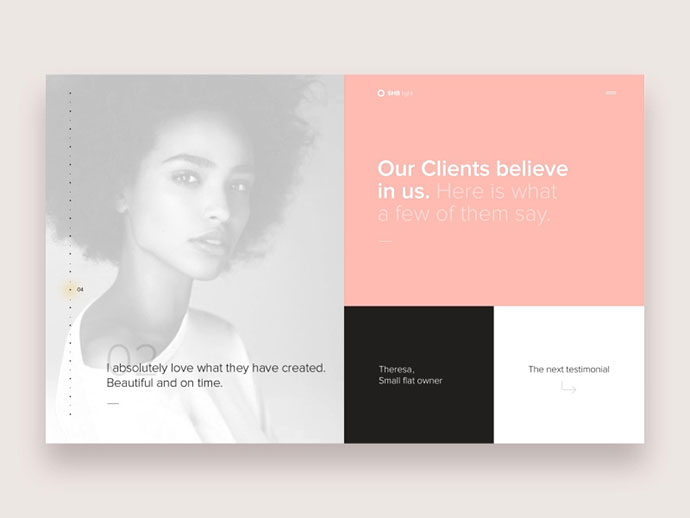 SHB light
Our Clients believe
in us. Here is what
a few of them say.
04
02
I absolutely love what they have created.
Beautiful and on time.
Theresa,
Small flat owner
The next testimonial